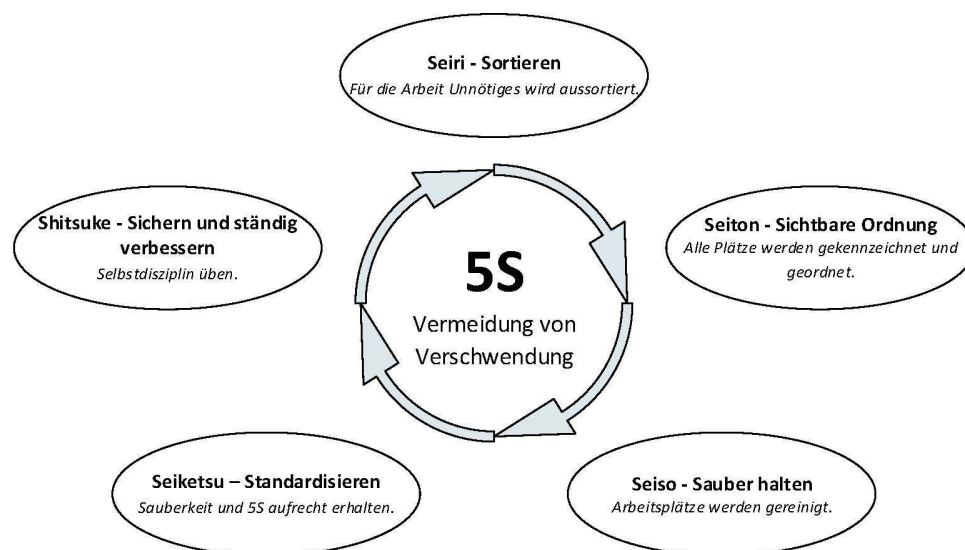 Seiri - Sortieren
Für die Arbeit Unnötiges wird aussortiert.
Shitsuke - Sichern und ständig
verbessern
Selbstdisziplin üben.
Seiton - Sichtbare Ordnung
Alle Plätze werden gekennzeichnet und
geordnet.
5S
Vermeidung von
Verschwendung
Seiketsu – Standardisieren
Sauberkeit und 5S aufrecht erhalten.
Seiso - Sauber halten
Arbeitsplätze werden gereinigt.